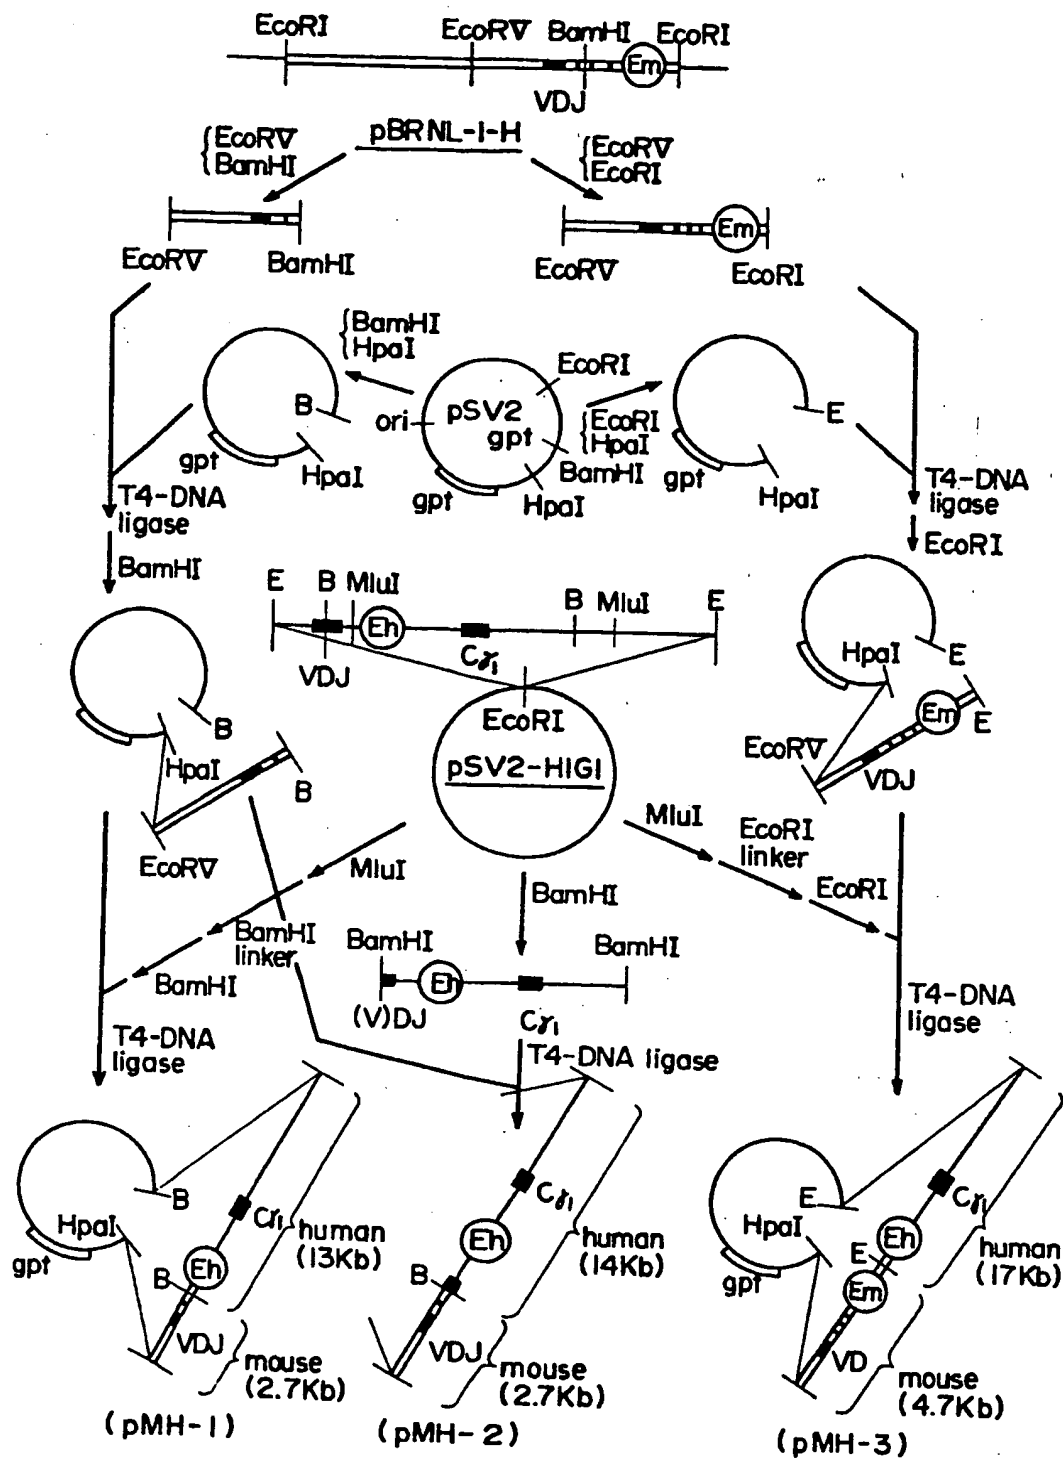 EcoRI
EcoRV
BamHI
EcoRI
Em
VDJ
pBRNL-1-H
EcoRV
BamHI
EcoRV
EcoRI
Em
EcoRV
BamHI
EcoRV
EcoRI
BamHI
HpaI
B
HpaI
gpt
EcoRI
ori
pSV2
gpt
BamHI
HpaI
gpt
EcoRI
HpaI
E
HpaI
gpt
T4-DNA
ligase
BamHI
T4-DNA
ligase
EcoRI
E
B
MluI
Eh
B
MluI
E
VDJ
Cγ1
EcoRI
pSV2-HIGI
B
HpaI
B
EcoRV
HpaI
E
Em
E
EcoRV
VDJ
MluI
BamHI
linker
BamHI
BamHI
MluI
EcoRI
linker
EcoRI
BamHI
BamHI
Eh
(V)DJ
Cγ1
T4-DNA
ligase
T4-DNA ligase
T4-DNA
ligase
B
HpaI
gpt
Cγ1
Eh
B
VDJ
human
(13Kb)
mouse
(2.7Kb)
(pMH-1)
Cγ1
Eh
B
VDJ
human
(14Kb)
mouse
(2.7Kb)
(pMH-2)
E
HpaI
gpt
Cγ1
Eh
E
Em
VD
human
(17Kb)
mouse
(4.7Kb)
(pMH-3)